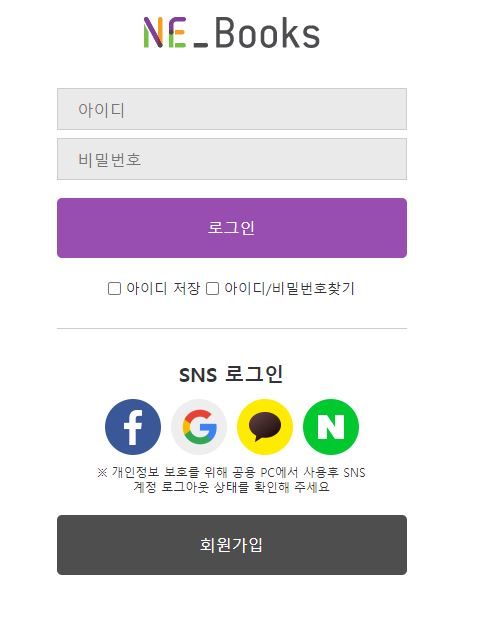 NE_Books
아이디
비밀번호
로그인
아이디 저장 아이디/비밀번호찾기
SNS 로그인
※ 개인정보 보호를 위해 공용 PC에서 사용후 SNS
계정 로그아웃 상태를 확인해 주세요
회원가입